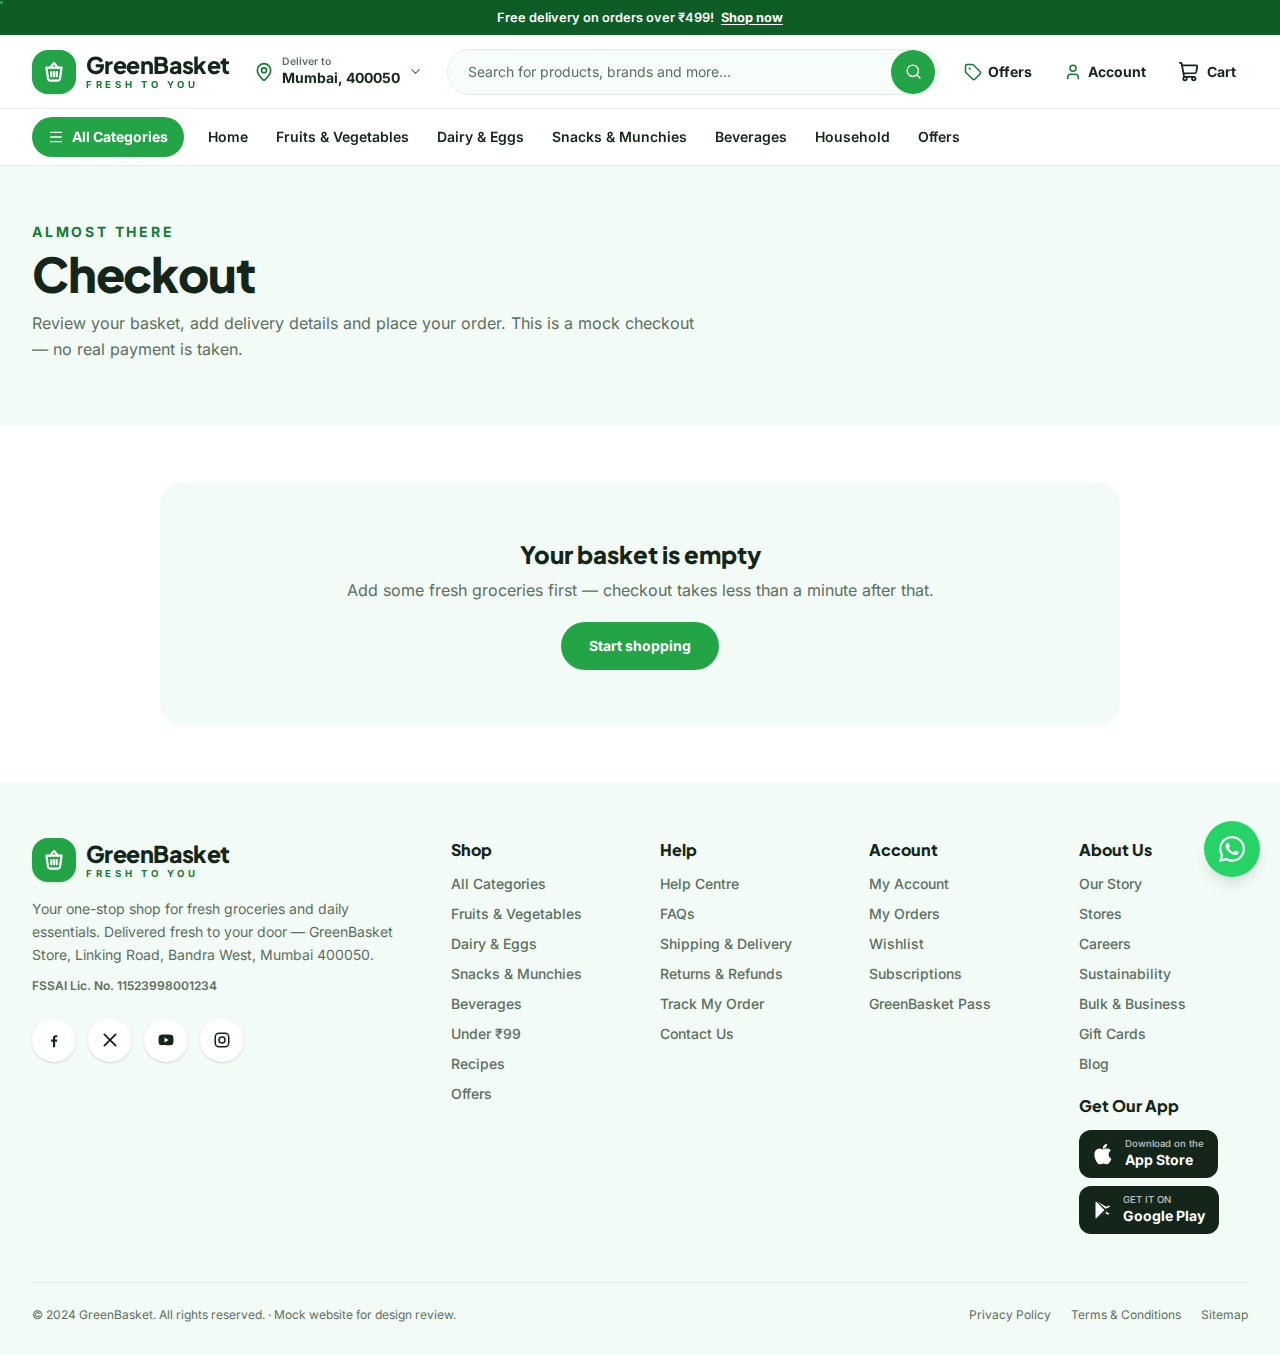 Free delivery on orders over ₹499! Shop now
GreenBasket
FRESH TO YOU
Deliver to
Mumbai, 400050
Search for products, brands and more...
Offers
Account
Cart
All Categories
Home
Fruits & Vegetables
Dairy & Eggs
Snacks & Munchies
Beverages
Household
Offers
ALMOST THERE
Checkout
Review your basket, add delivery details and place your order. This is a mock checkout
— no real payment is taken.
Your basket is empty
Add some fresh groceries first — checkout takes less than a minute after that.
Start shopping
GreenBasket
FRESH TO YOU
Your one-stop shop for fresh groceries and daily
essentials. Delivered fresh to your door — GreenBasket
Store, Linking Road, Bandra West, Mumbai 400050.
FSSAI Lic. No. 11523998001234
Shop
All Categories
Fruits & Vegetables
Dairy & Eggs
Snacks & Munchies
Beverages
Under ₹99
Recipes
Offers
Help
Help Centre
FAQs
Shipping & Delivery
Returns & Refunds
Track My Order
Contact Us
Account
My Account
My Orders
Wishlist
Subscriptions
GreenBasket Pass
About Us
Our Story
Stores
Careers
Sustainability
Bulk & Business
Gift Cards
Blog
Get Our App
Download on the
App Store
GET IT ON
Google Play
© 2024 GreenBasket. All rights reserved. · Mock website for design review.
Privacy Policy
Terms & Conditions
Sitemap